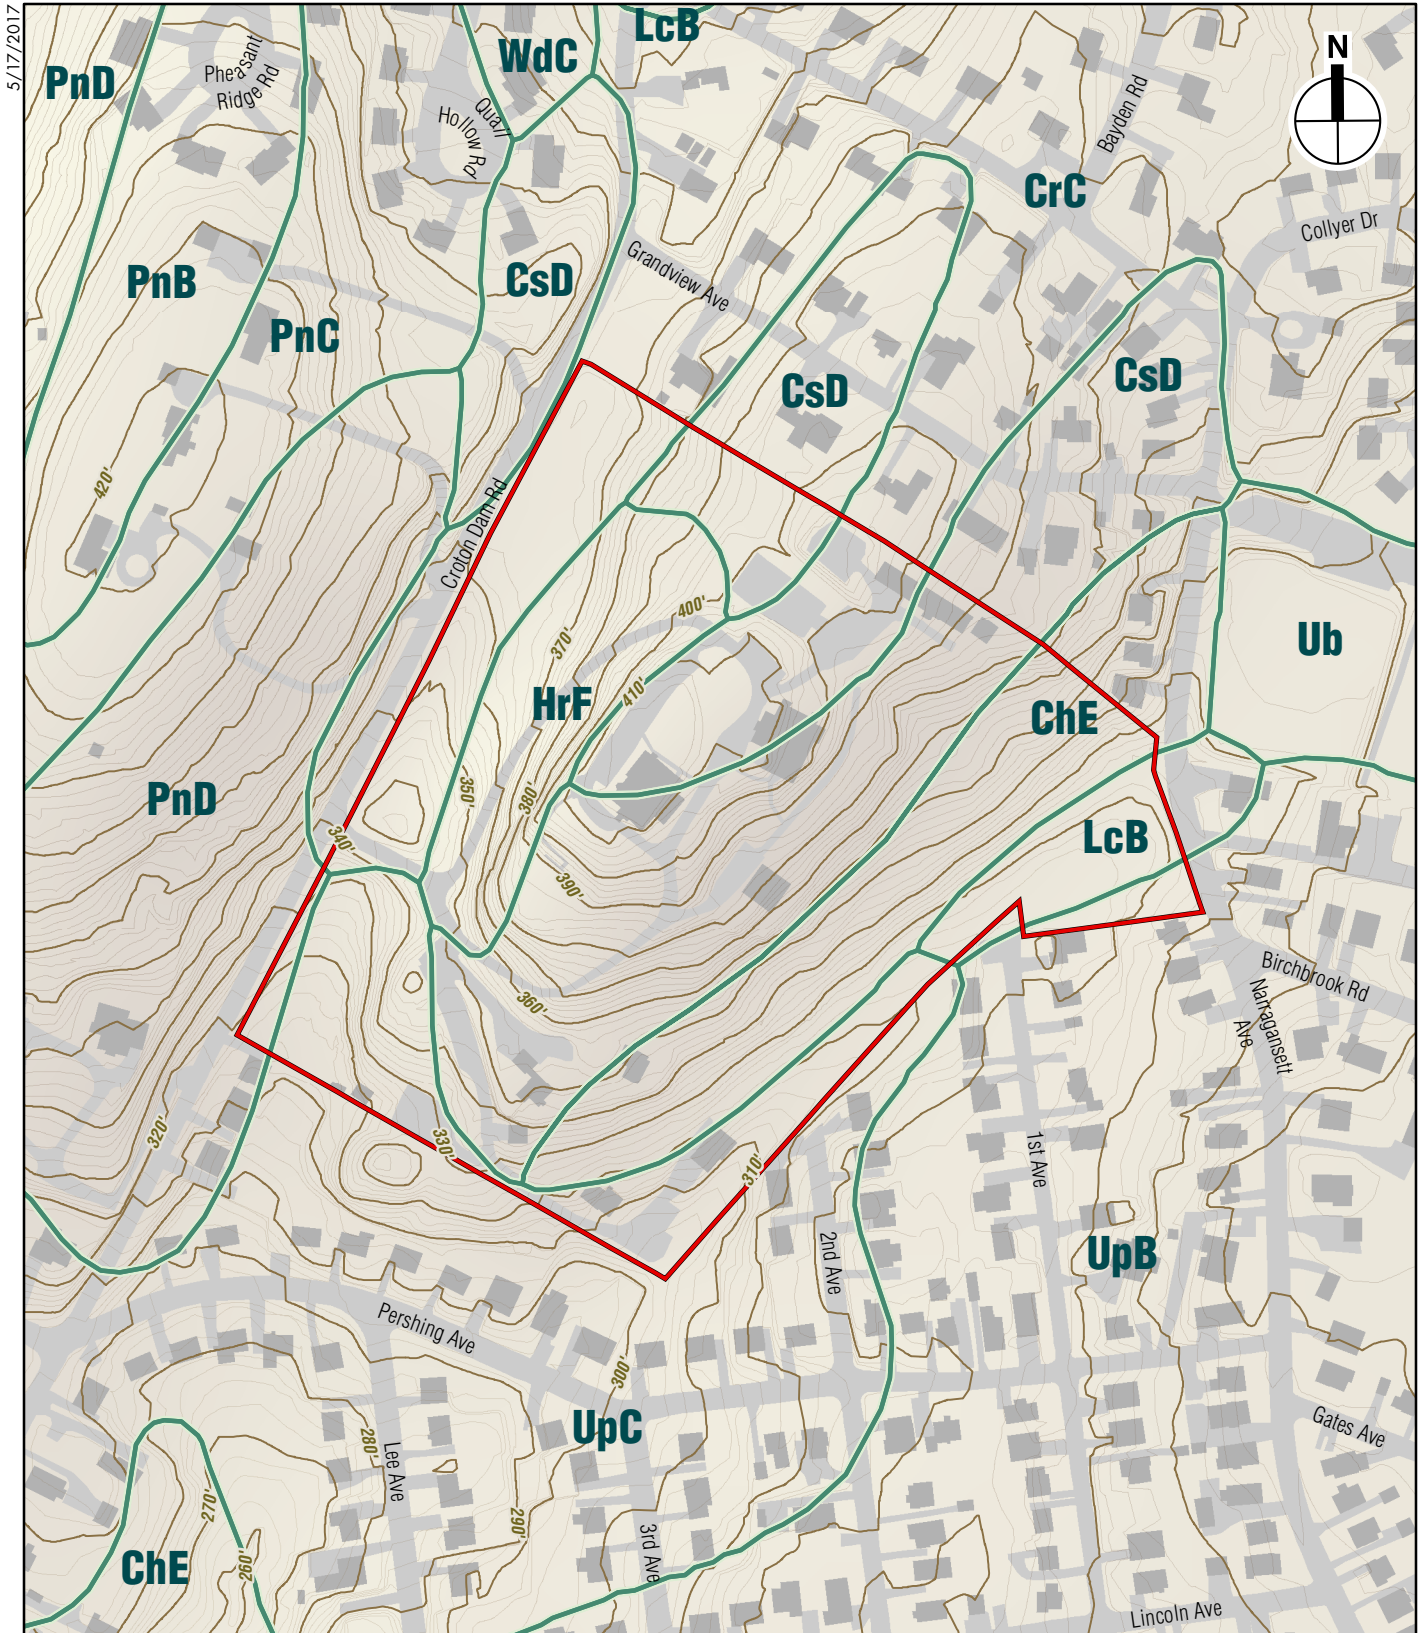 5/17/2017
LcB
WdC
PnD
Pheasant
Ridge Rd
Quail
Hollow Rd
N
Bayden Rd
CrC
Collyer Dr
PnB
CsD
Grandview Ave
PnC
CsD
CsD
420'
Croton Dam Rd
400'
370'
Ub
410'
HrF
ChE
350'
380'
PnD
340'
LcB
390'
360'
Birchbrook Rd
Narragansett
Ave
320'
330'
310'
1st Ave
2nd Ave
UpB
Pershing Ave
300'
UpC
Gates Ave
280'
Lee Ave
270'
290'
3rd Ave
260'
ChE
Lincoln Ave